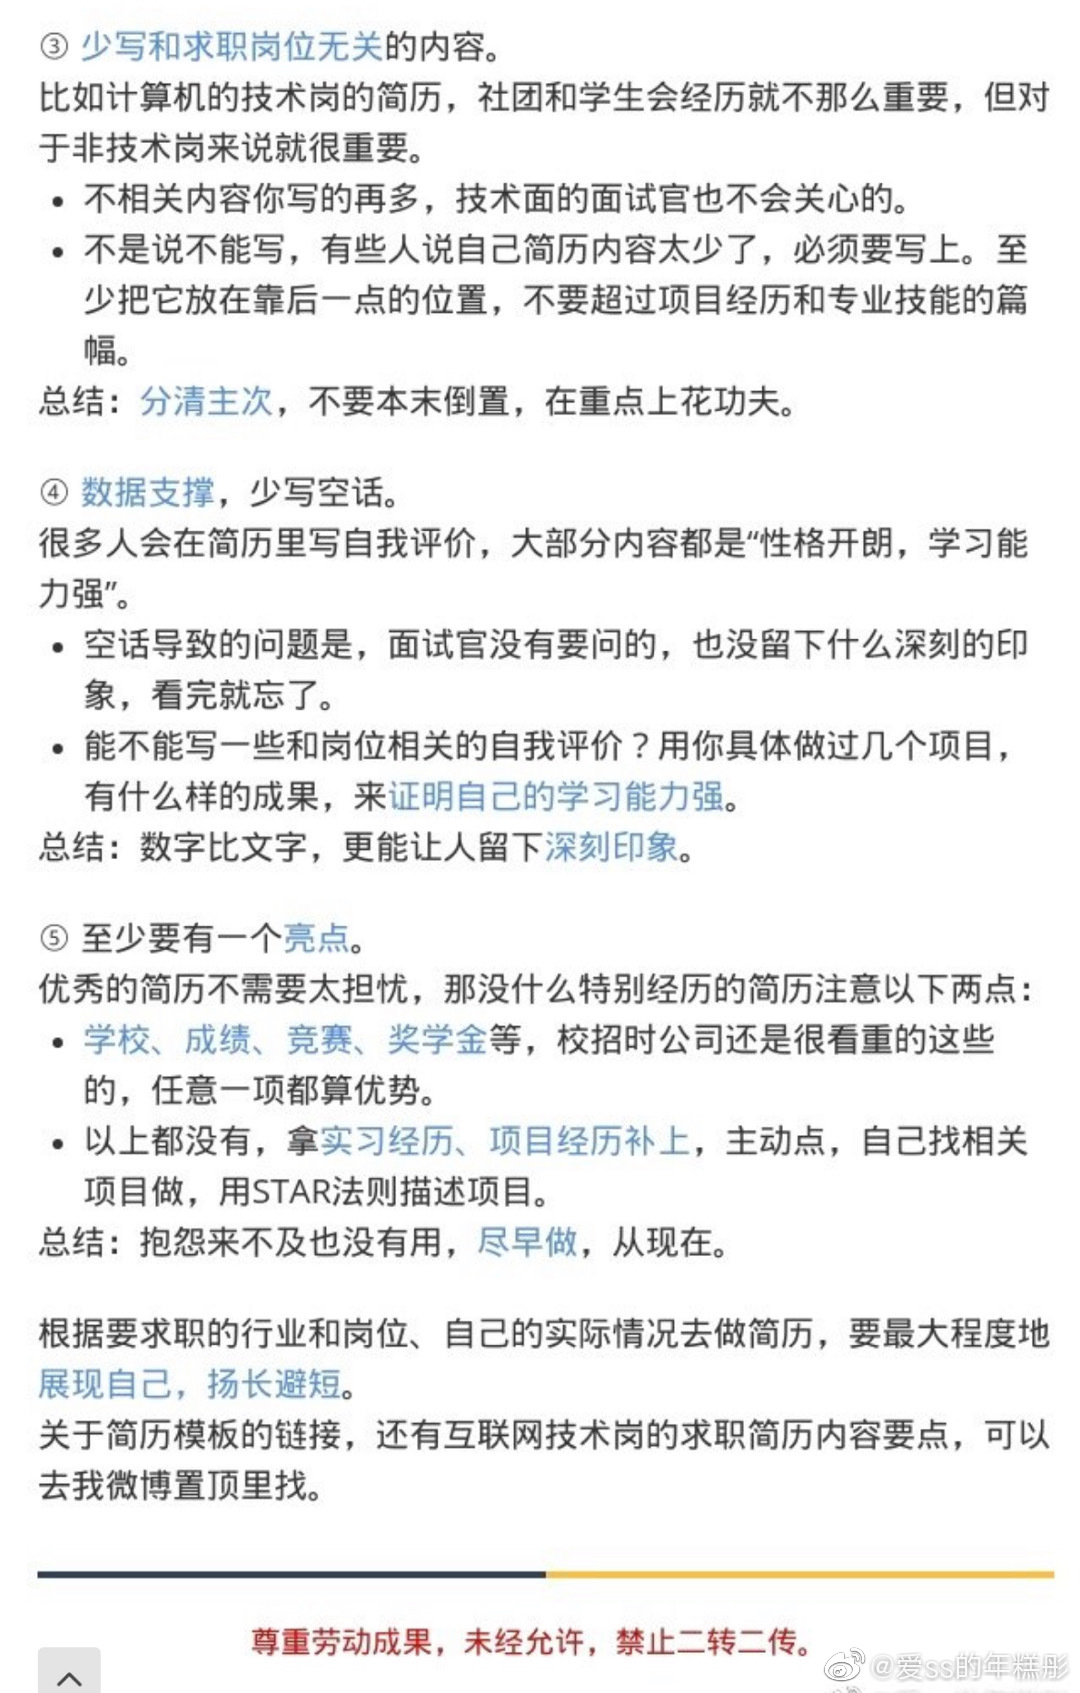 ③ 少写和求职岗位无关的内容。
比如计算机的技术岗的简历，社团和学生会经历就不那么重要，但对
于非技术岗来说就很重要。
• 不相关内容你写的再多，技术面的面试官也不会关心的。
• 不是说不能写，有些人说自己简历内容太少了，必须要写上。至
少把它放在靠后一点的位置，不要超过项目经历和专业技能的篇
幅。
总结：分清主次，不要本末倒置，在重点上花功夫。
④ 数据支撑，少写空话。
很多人会在简历里写自我评价，大部分内容都是“性格开朗，学习能
力强”。
• 空话导致的问题是，面试官没有要问的，也没留下什么深刻的印
象，看完就忘了。
• 能不能写一些和岗位相关的自我评价？用你具体做过几个项目，
有什么样的成果，来证明自己的学习能力强。
总结：数字比文字，更能让人留下深刻印象。
⑤ 至少要有一个亮点。
优秀的简历不需要太担忧，那没什么特别经历的简历注意以下两点：
• 学校、成绩、竞赛、奖学金等，校招时公司还是很看重的这些
的，任意一项都算优势。
• 以上都没有，拿实习经历、项目经历补上，主动点，自己找相关
项目做，用STAR法则描述项目。
总结：抱怨来不及也没有用，尽早做，从现在。
根据要求职的行业和岗位、自己的实际情况去做简历，要最大程度地
展现自己，扬长避短。
关于简历模板的链接，还有互联网技术岗的求职简历内容要点，可以
去我微博置顶里找。
尊重劳动成果，未经允许，禁止二转二传。
@爱ss的年糕彤